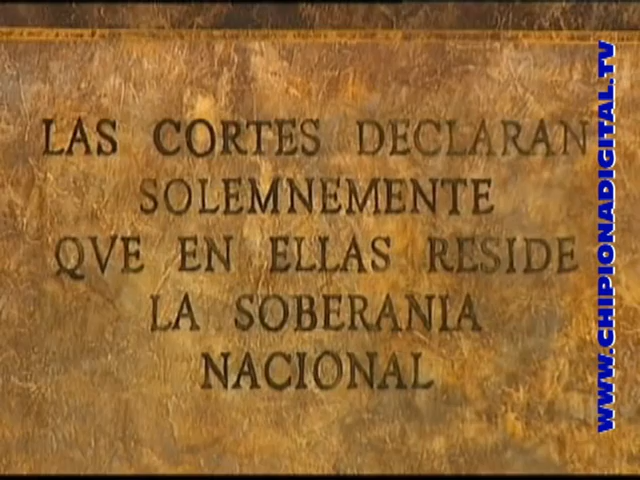 LAS CORTES DECLARAN
SOLEMNEMENTE
QVE EN ELLAS RESIDE
LA SOBERANIA
NACIONAL
WWW.CHIPIONADIGITAL.TV